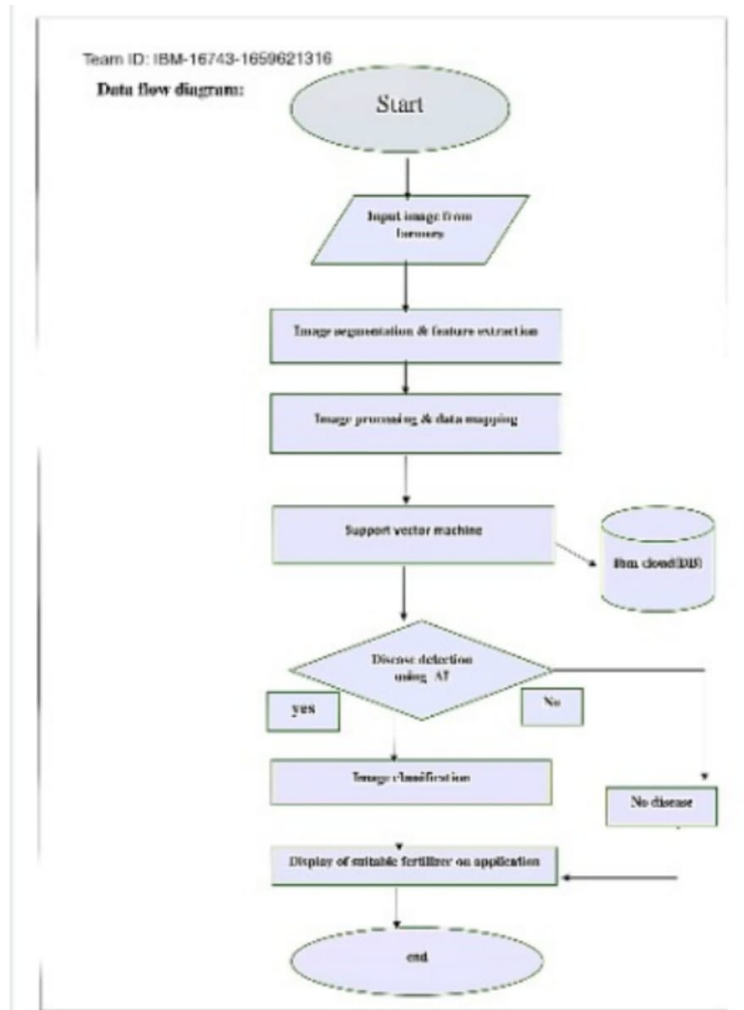 Team ID: IBM-16743-1659621316
Data flow diagram:
Start
Input image from
Image segmentation & feature extraction
Image processing & data mapping
Support vector machine
Ibm cloud(DB)
Disease detection
using AI
yes
No
Image classification
No disease
Display of suitable fertilizer on application
end